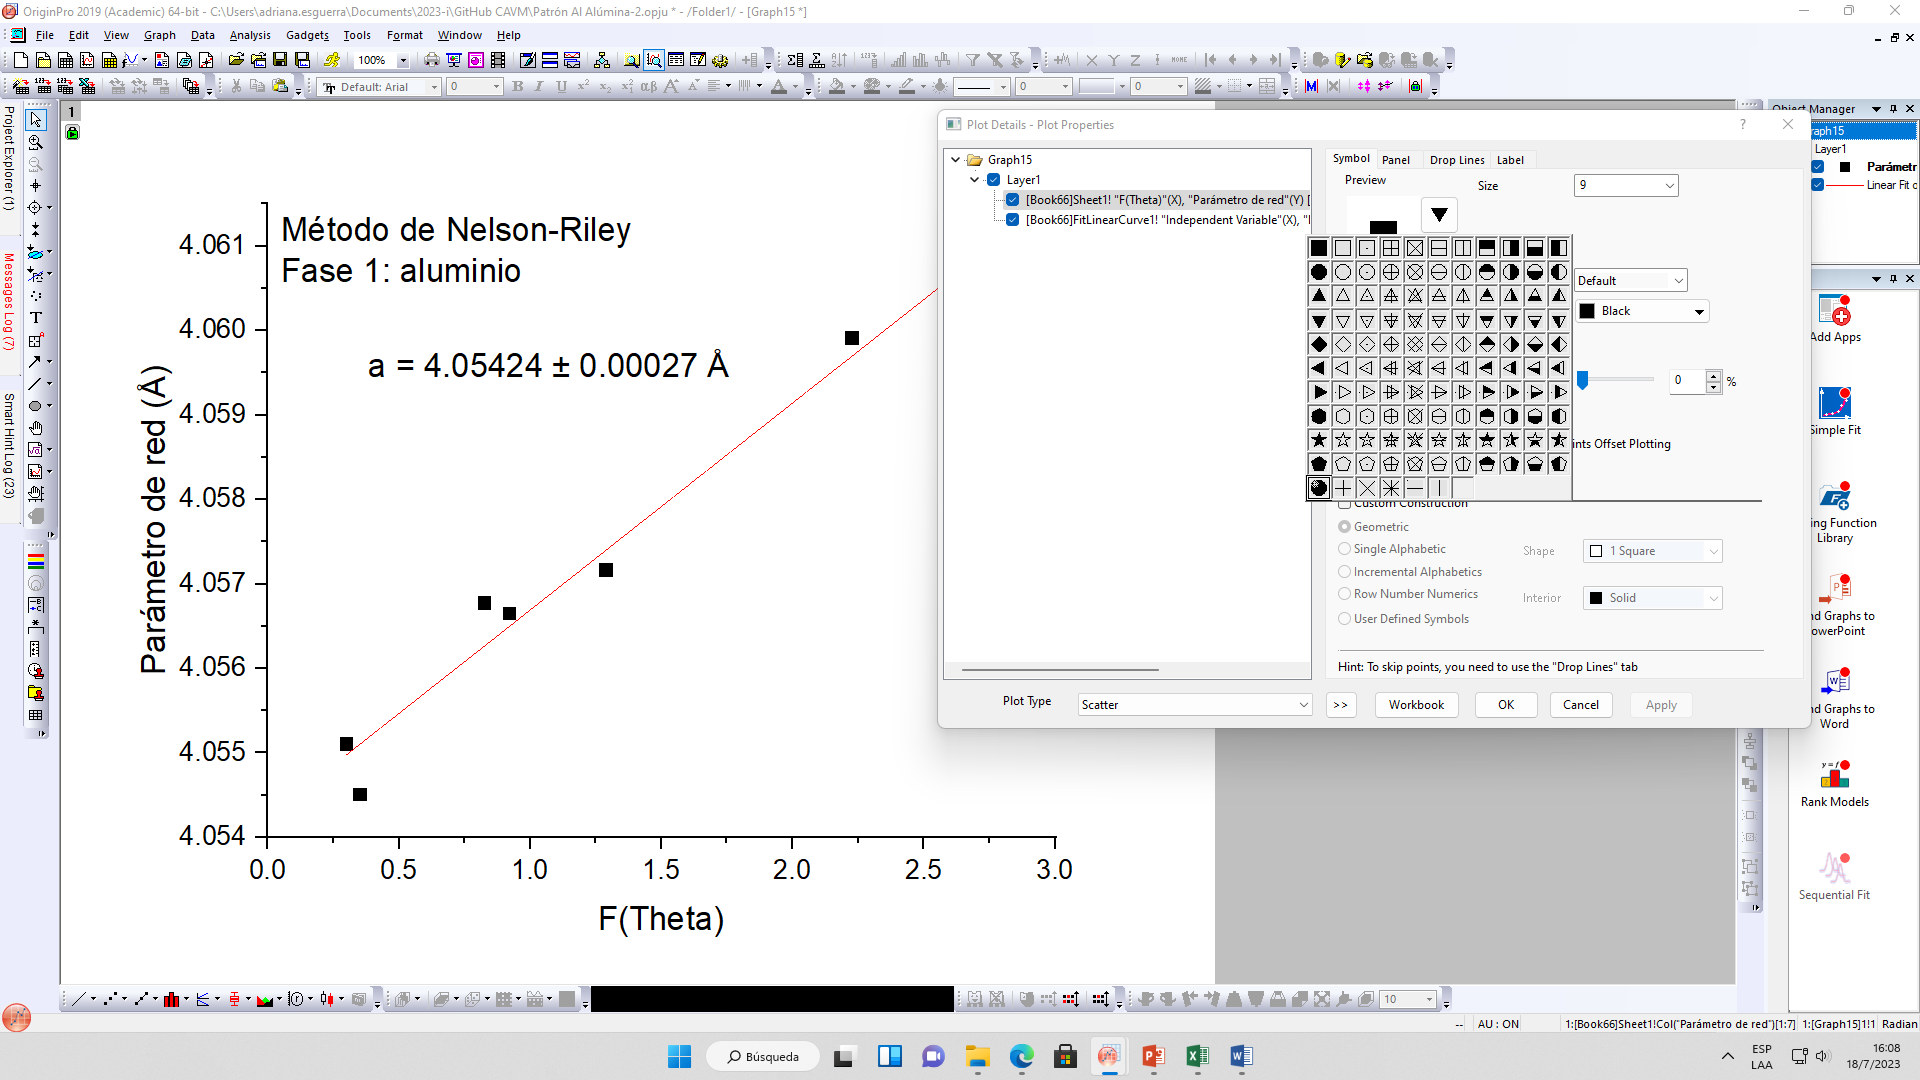 OriginPro 2019 (Academic) 64-bit - C:\Users\adriana.esguerra\Documents\2023-i\GitHub CAVM\Patrón Al Alúmina-2.opju * - /Folder1/ - [Graph15 *]
File Edit View Graph Data Analysis Gadgets Tools Format Window Help
100%
Default: Arial 0 B I U 0 0
1
Project Explorer (1)
Messages Log (7)
Smart Hint Log (23)
Método de Nelson-Riley
Fase 1: aluminio
a = 4.05424 ± 0.00027 Å
Parámetro de red (Å)
4.061
4.060
4.059
4.058
4.057
4.056
4.055
4.054
0.0 0.5 1.0 1.5 2.0 2.5 3.0
F(Theta)
Plot Details - Plot Properties
Graph15
Layer1
[Book66]Sheet1! "F(Theta)"(X), "Parámetro de red"(Y) [
[Book66]FitLinearCurve1! "Independent Variable"(X),
Symbol Panel Drop Lines Label
Preview
Size 9
Default
Black
0 %
ints Offset Plotting
Custom Construction
Geometric
Single Alphabetic
Incremental Alphabetics
Row Number Numerics
User Defined Symbols
Shape 1 Square
Interior Solid
Hint: To skip points, you need to use the "Drop Lines" tab
Plot Type Scatter >> Workbook OK Cancel Apply
Object Manager
raph15
Layer1
Parámetr
Linear Fit o
Add Apps
Simple Fit
ing Function
Library
nd Graphs to
owerPoint
nd Graphs to
Word
Rank Models
Sequential Fit
10
-- AU : ON 1:[Book66]Sheet1!Col("Parámetro de red")[1:7] 1:[Graph15]1!1 Radian
Búsqueda
ESP
LAA
16:08
18/7/2023